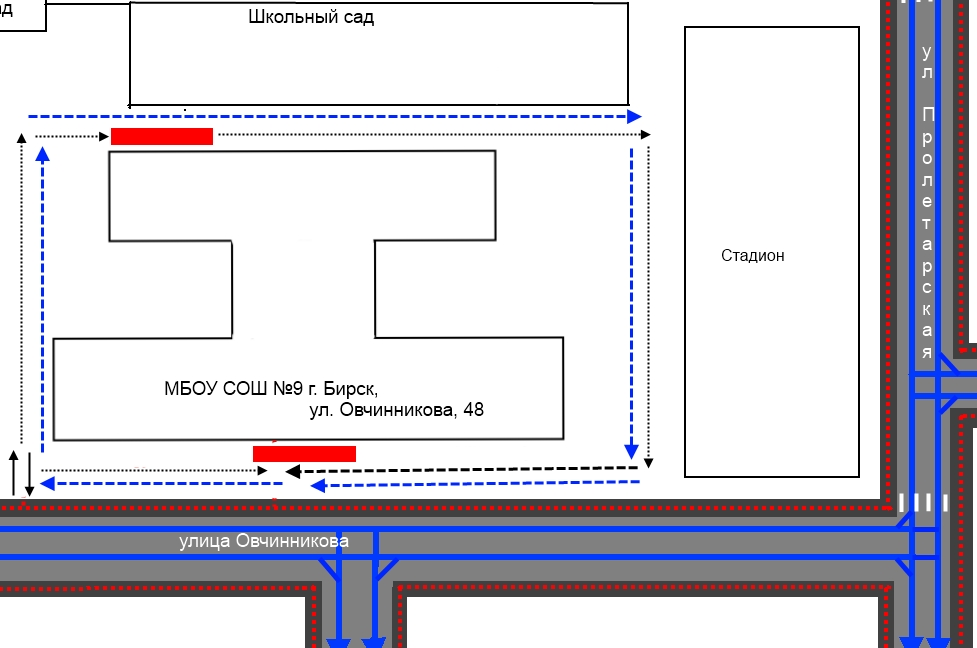 Школьный сад
ул Пролетарская
Стадион
МБОУ СОШ №9 г. Бирск,
ул. Овчинникова, 48
улица Овчинникова